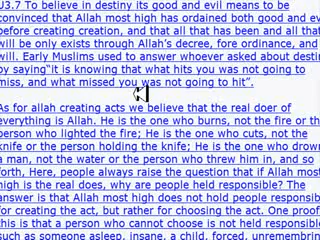 U3.7 To believe in destiny its good and evil means to be
convinced that Allah most high has ordained both good and ev
before creating creation, and that all that has been and all that
will be only exists through Allah's decree, fore ordinance, and
will. Early Muslims used to answer whoever asked about destin
by saying"it is knowing that what hits you was not going to
miss, and what missed you was not going to hit".
As for allah creating acts we believe that the real doer of
everything is Allah. He is the one who burns, not the fire or th
person who lighted the fire; He is the one who cuts, not the
knife or the person holding the knife; He is the one who drow
a man, not the water or the person who threw him in, and so
forth, Here, people always raise the question that if Allah most
high is the real does, why are people held responsible? The
answer is that Allah most high does not hold people responsib
for creating the act, but rather for choosing the act. One proof
this is that a person who cannot choose is not held responsible
such as someone asleep, insane, a child, forced, unremembrin